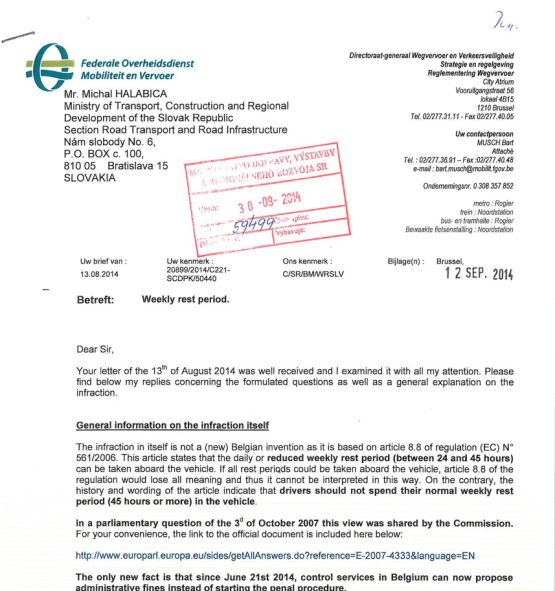 Federale Overheidsdienst
Mobiliteit en Vervoer
Directoraat-generaal Wegvervoer en Verkeersveiligheid
Strategie en regelgeving
Reglementering Wegvervoer
City Atrium
Vooruitgangstraat 56
lokaal 4B15
1210 Brussel
Tel. 02/277.31.11 - Fax 02/277.40.05
Uw contactpersoon
MUSCH Bart
Attaché
Tel. : 02/277.36.91 – Fax :02/277.40.48
e-mail : bart.musch@mobilit.fgov.be
Ondernemingsnr. 0 308 357 852
metro : Rogier
trein : Noordstation
bus- en tramhalte : Rogier
Bewaakte fietsenstalling : Noordstation
Mr. Michal HALABICA
Ministry of Transport, Construction and Regional
Development of the Slovak Republic
Section Road Transport and Road Infrastructure
Nám slobody No. 6,
P.O. BOX c. 100,
810 05 Bratislava 15
SLOVAKIA
VÝSTAVBY
ROZVOJA SR
30 -09- 2014
59499
Vybavuje:
Uw brief van : Uw kenmerk : Ons kenmerk : Bijlage(n) : Brussel,
13.08.2014 20899/2014/C221- C/SR/BM/WRSLV 12 SEP. 2014
SCDPK/50440
Betreft: Weekly rest period.
Dear Sir,
Your letter of the 13th of August 2014 was well received and I examined it with all my attention. Please
find below my replies concerning the formulated questions as well as a general explanation on the
infraction.
General information on the infraction itself
The infraction in itself is not a (new) Belgian invention as it is based on article 8.8 of regulation (EC) N°
561/2006. This article states that the daily or reduced weekly rest period (between 24 and 45 hours)
can be taken aboard the vehicle. If all rest periods could be taken aboard the vehicle, article 8.8 of the
regulation would lose all meaning and thus it cannot be interpreted in this way. On the contrary, the
history and wording of the article indicate that drivers should not spend their normal weekly rest
period (45 hours or more) in the vehicle.
In a parliamentary question of the 3rd of October 2007 this view was shared by the Commission.
For your convenience, the link to the official document is included here below:
http://www.europarl.europa.eu/sides/getAllAnswers.do?reference=E-2007-4333&language=EN
The only new fact is that since June 21st 2014, control services in Belgium can now propose
administrative fines instead of starting the penal procedure.